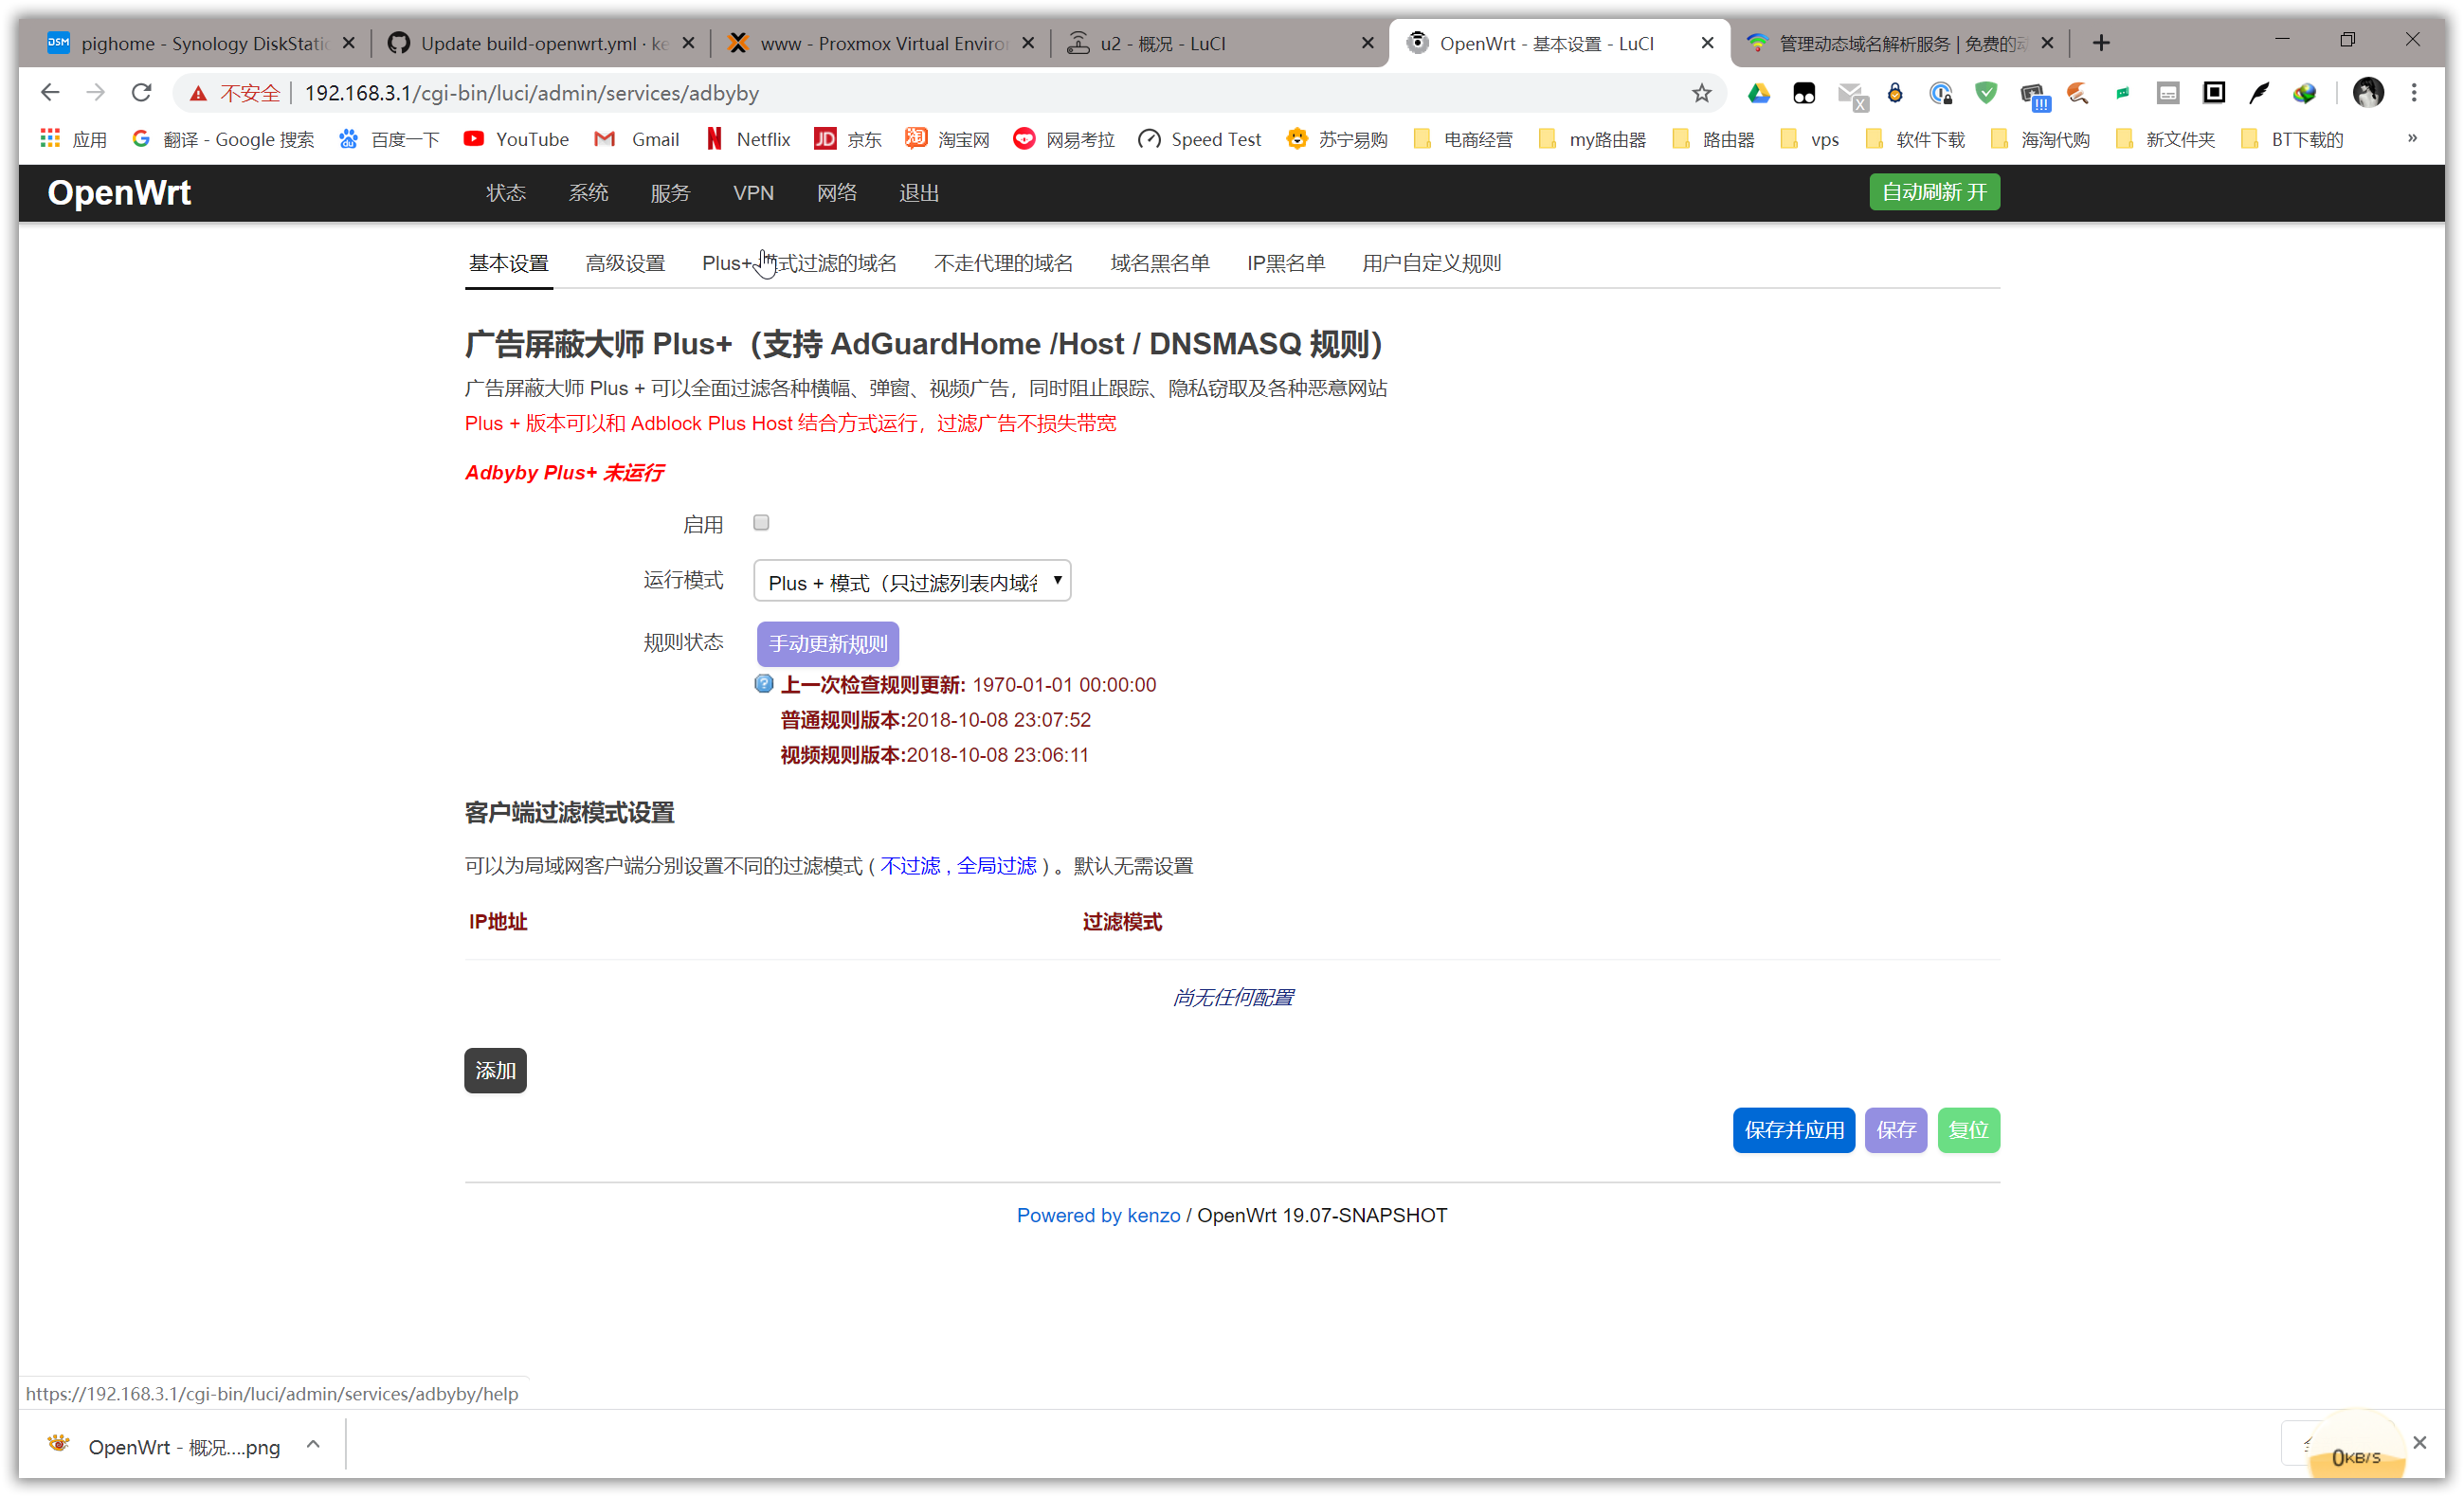 pighome - Synology DiskStatic
Update build-openwrt.yml · ke
www - Proxmox Virtual Enviror
u2 - 概况 - LuCI
OpenWrt - 基本设置 - LuCI
管理动态域名解析服务 | 免费的
不安全 192.168.3.1/cgi-bin/luci/admin/services/adbyby
应用 翻译 - Google 搜索 百度一下 YouTube Gmail Netflix 京东 淘宝网 网易考拉 Speed Test 苏宁易购 电商经营 my路由器 路由器 vps 软件下载 海淘代购 新文件夹 BT下载的 »
OpenWrt 状态 系统 服务 VPN 网络 退出 自动刷新 开
基本设置 高级设置 Plus+ 式过滤的域名 不走代理的域名 域名黑名单 IP黑名单 用户自定义规则
广告屏蔽大师 Plus+（支持 AdGuardHome /Host / DNSMASQ 规则）
广告屏蔽大师 Plus + 可以全面过滤各种横幅、弹窗、视频广告，同时阻止跟踪、隐私窃取及各种恶意网站
Plus + 版本可以和 Adblock Plus Host 结合方式运行，过滤广告不损失带宽
Adbyby Plus+ 未运行
启用
运行模式 Plus + 模式（只过滤列表内域
规则状态 手动更新规则
上一次检查规则更新: 1970-01-01 00:00:00
普通规则版本:2018-10-08 23:07:52
视频规则版本:2018-10-08 23:06:11
客户端过滤模式设置
可以为局域网客户端分别设置不同的过滤模式 ( 不过滤 , 全局过滤 ) 。默认无需设置
IP地址 过滤模式
尚无任何配置
添加
保存并应用 保存 复位
Powered by kenzo / OpenWrt 19.07-SNAPSHOT
https://192.168.3.1/cgi-bin/luci/admin/services/adbyby/help
OpenWrt - 概况....png
0KB/S